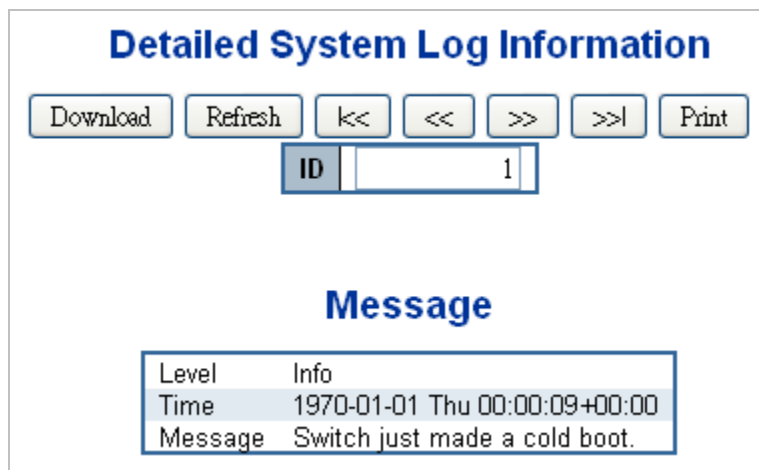 Detailed System Log Information
Download Refresh |<< << >> >>| Print
ID 1
Message
Level Info
Time 1970-01-01 Thu 00:00:09+00:00
Message Switch just made a cold boot.